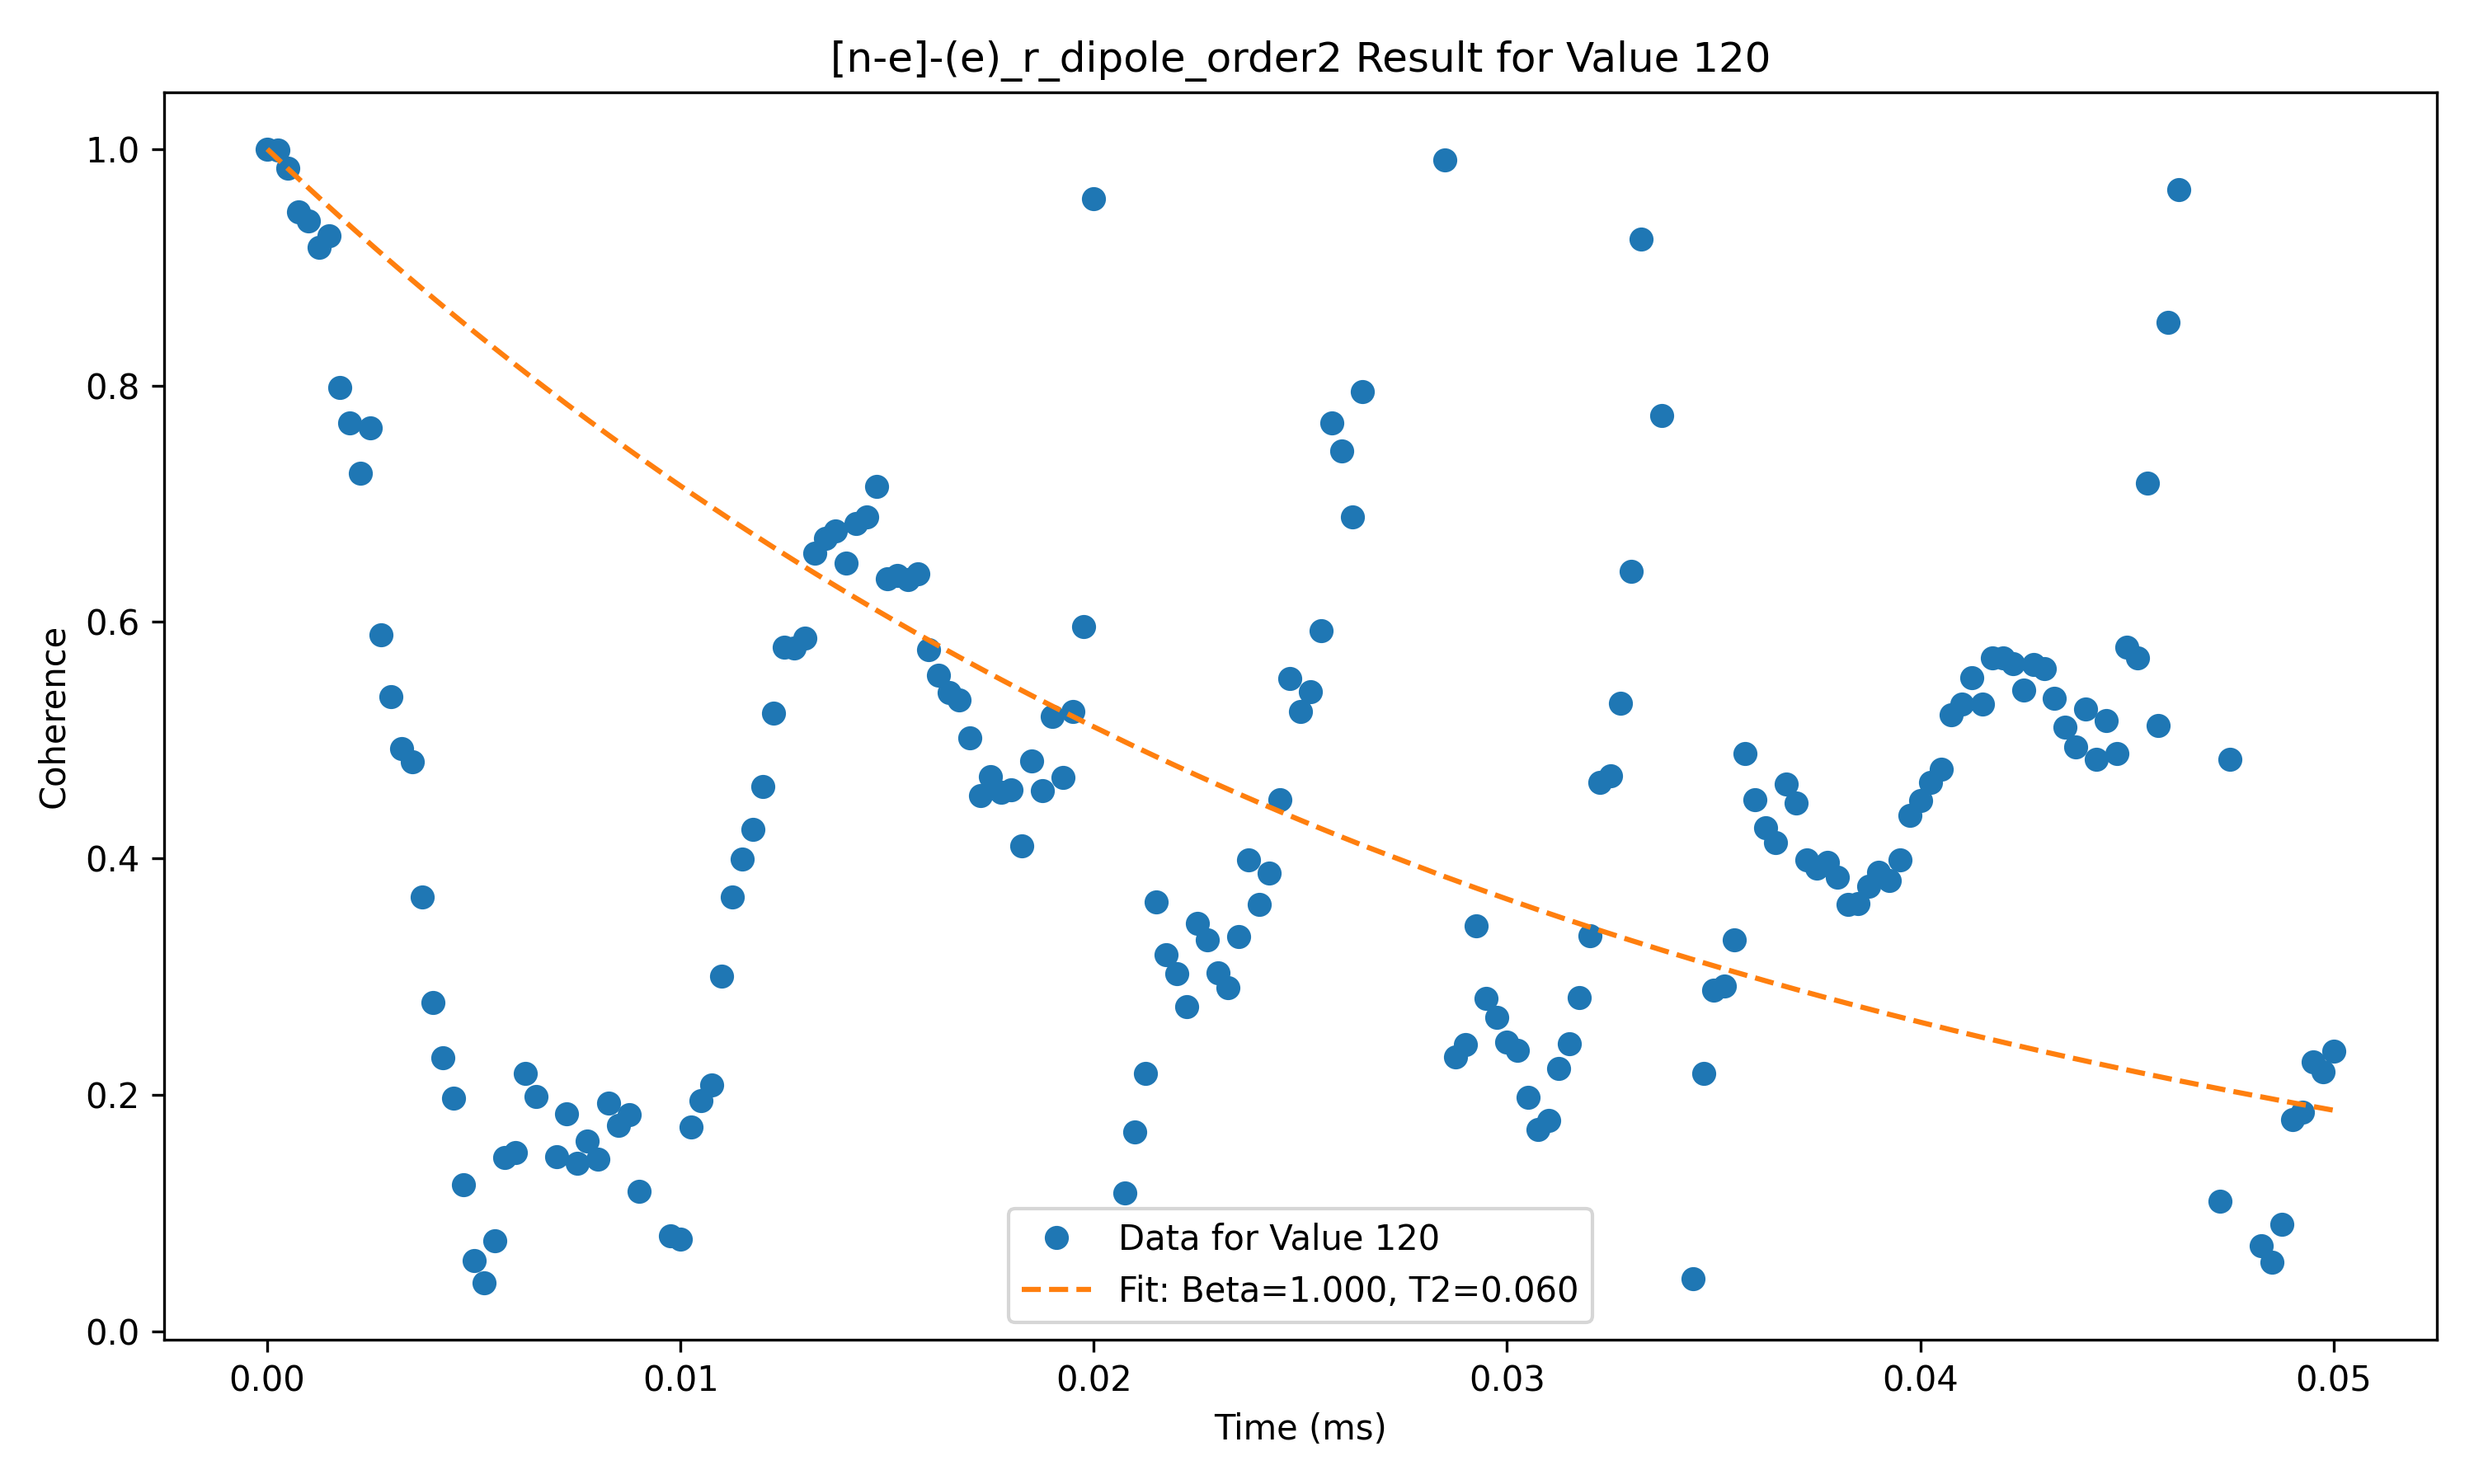 [n-e]-(e)_r_dipole_order2 Result for Value 120
1.0
0.8
0.6
0.4
0.2
0.0
Coherence
Data for Value 120
Fit: Beta=1.000, T2=0.060
0.00 0.01 0.02 0.03 0.04 0.05
Time (ms)